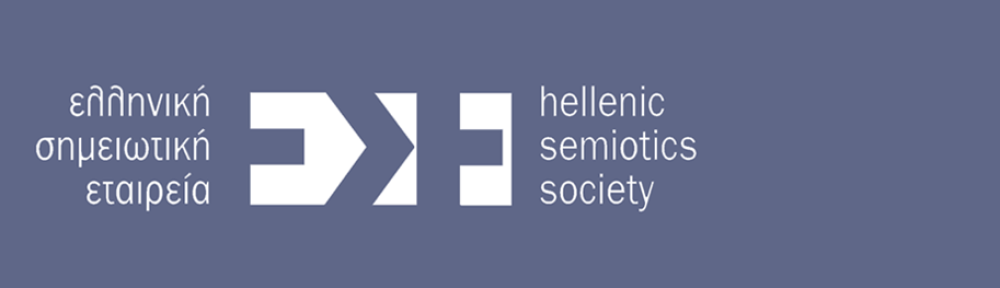 ελληνική
σημειωτική
εταιρεία
hellenic
semiotics
society